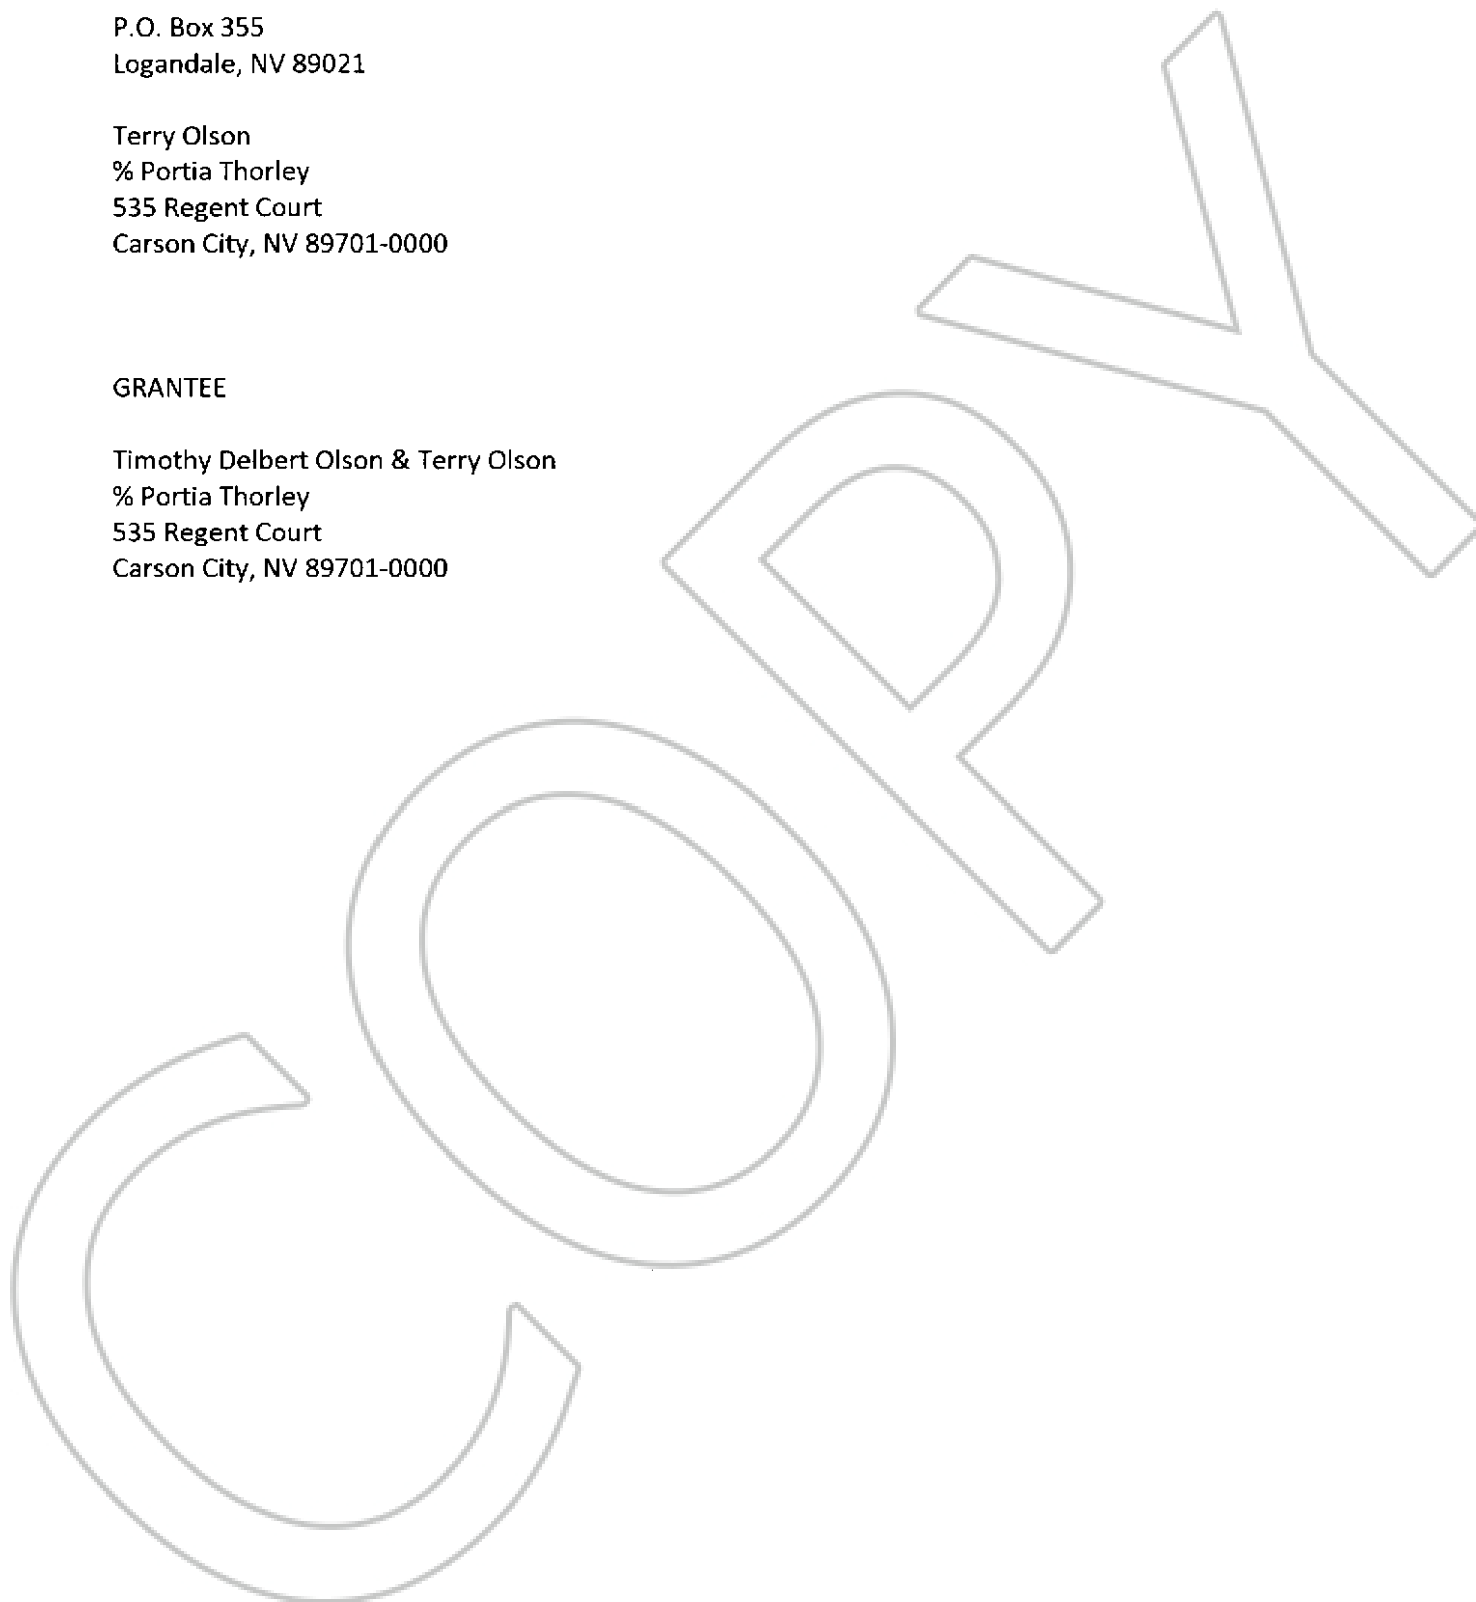 P.O. Box 355
Logandale, NV 89021
Terry Olson
% Portia Thorley
535 Regent Court
Carson City, NV 89701-0000
GRANTEE
Timothy Delbert Olson & Terry Olson
% Portia Thorley
535 Regent Court
Carson City, NV 89701-0000
COPY